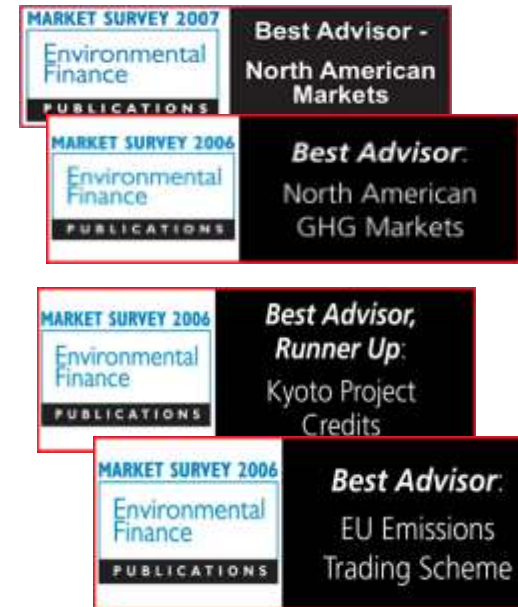 MARKET SURVEY 2007
Environmental
Finance
PUBLICATIONS
Best Advisor -
North American
Markets
MARKET SURVEY 2006
Environmental
Finance
PUBLICATIONS
Best Advisor:
North American
GHG Markets
MARKET SURVEY 2006
Environmental
Finance
PUBLICATIONS
Best Advisor,
Runner Up:
Kyoto Project
Credits
MARKET SURVEY 2006
Environmental
Finance
PUBLICATIONS
Best Advisor:
EU Emissions
Trading Scheme